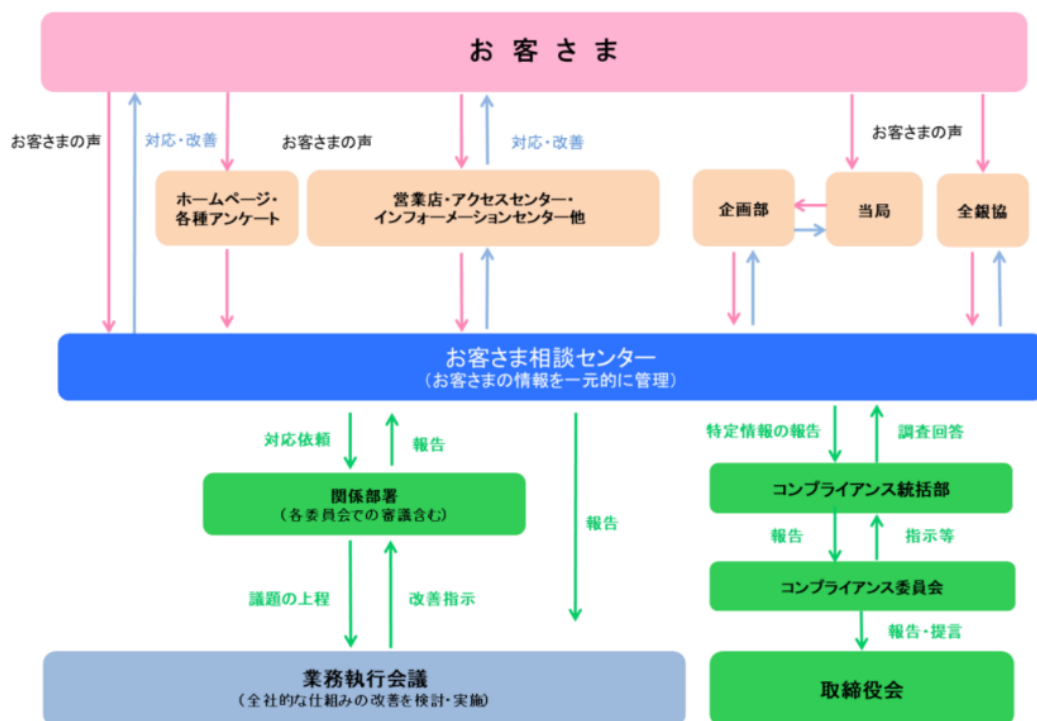 お客さま
お客さまの声
対応・改善
お客さまの声
対応・改善
お客さまの声
ホームページ・
各種アンケート
営業店・アクセスセンター・
インフォーメーションセンター他
企画部
当局
全銀協
お客さま相談センター
（お客さまの情報を一元的に管理）
対応依頼
報告
特定情報の報告
調査回答
関係部署
（各委員会での審議含む）
コンプライアンス統括部
報告
報告
指示等
議題の上程
改善指示
コンプライアンス委員会
報告・提言
業務執行会議
（全社的な仕組みの改善を検討・実施）
取締役会